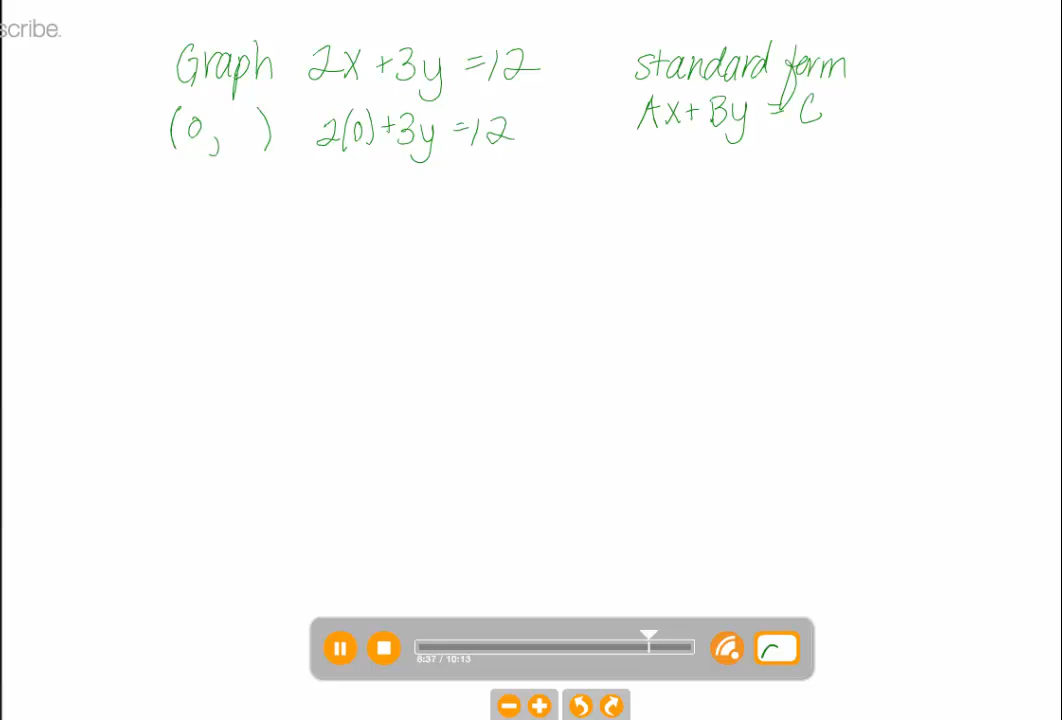 scribe.
Graph 2x + 3y = 12
standard form
Ax + By = C
(0, ) 2(0) + 3y = 12
8:37 / 10:13